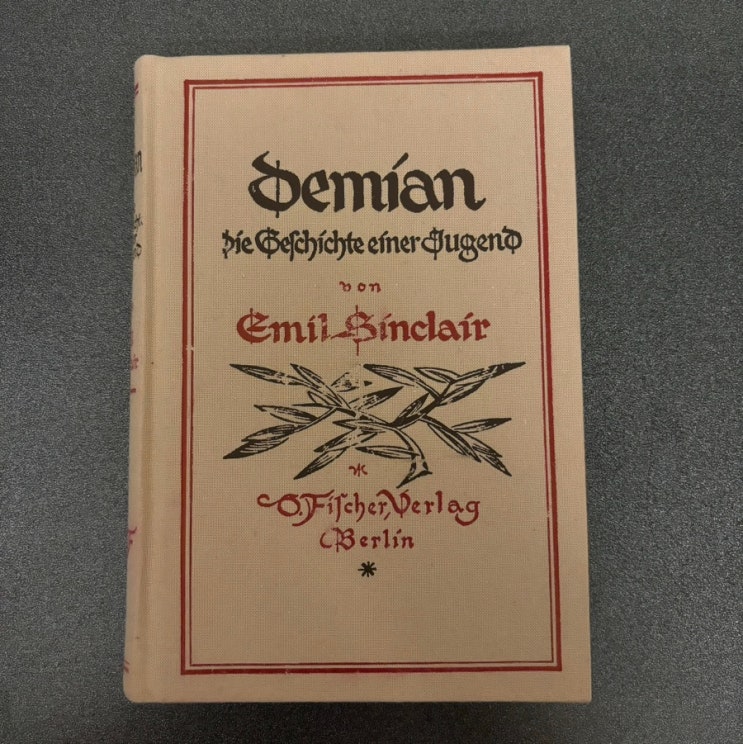 Demian
Die Geschichte einer Jugend
von
Emil Sinclair
S. Fischer, Verlag
Berlin
*